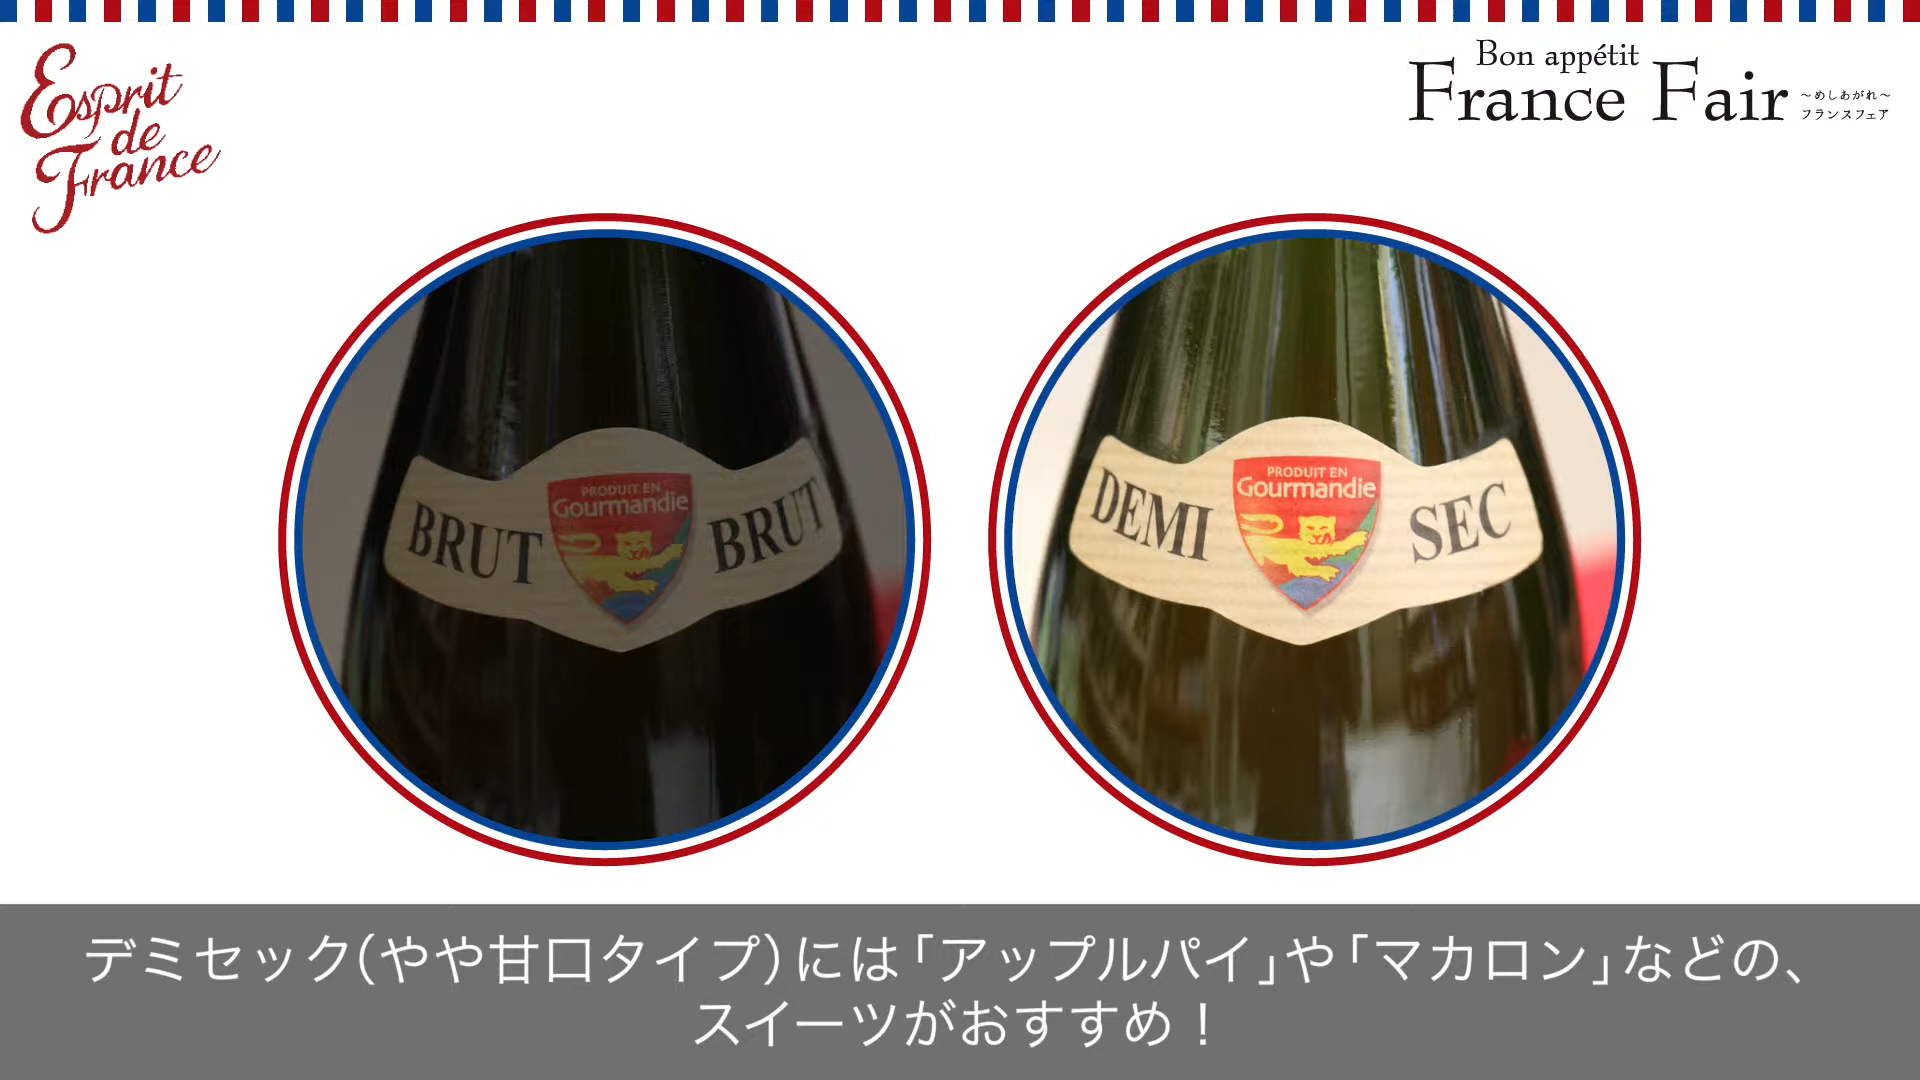 Esprit
de
France
Bon appétit
France Fair
～めしあがれ～
フランスフェア
BRUT
PRODUIT EN
Gourmandie
BRUT
DEMI
PRODUIT EN
Gourmandie
SEC
デミセック(やや甘口タイプ)には「アップルパイ」や「マカロン」などの、
スイーツがおすすめ！